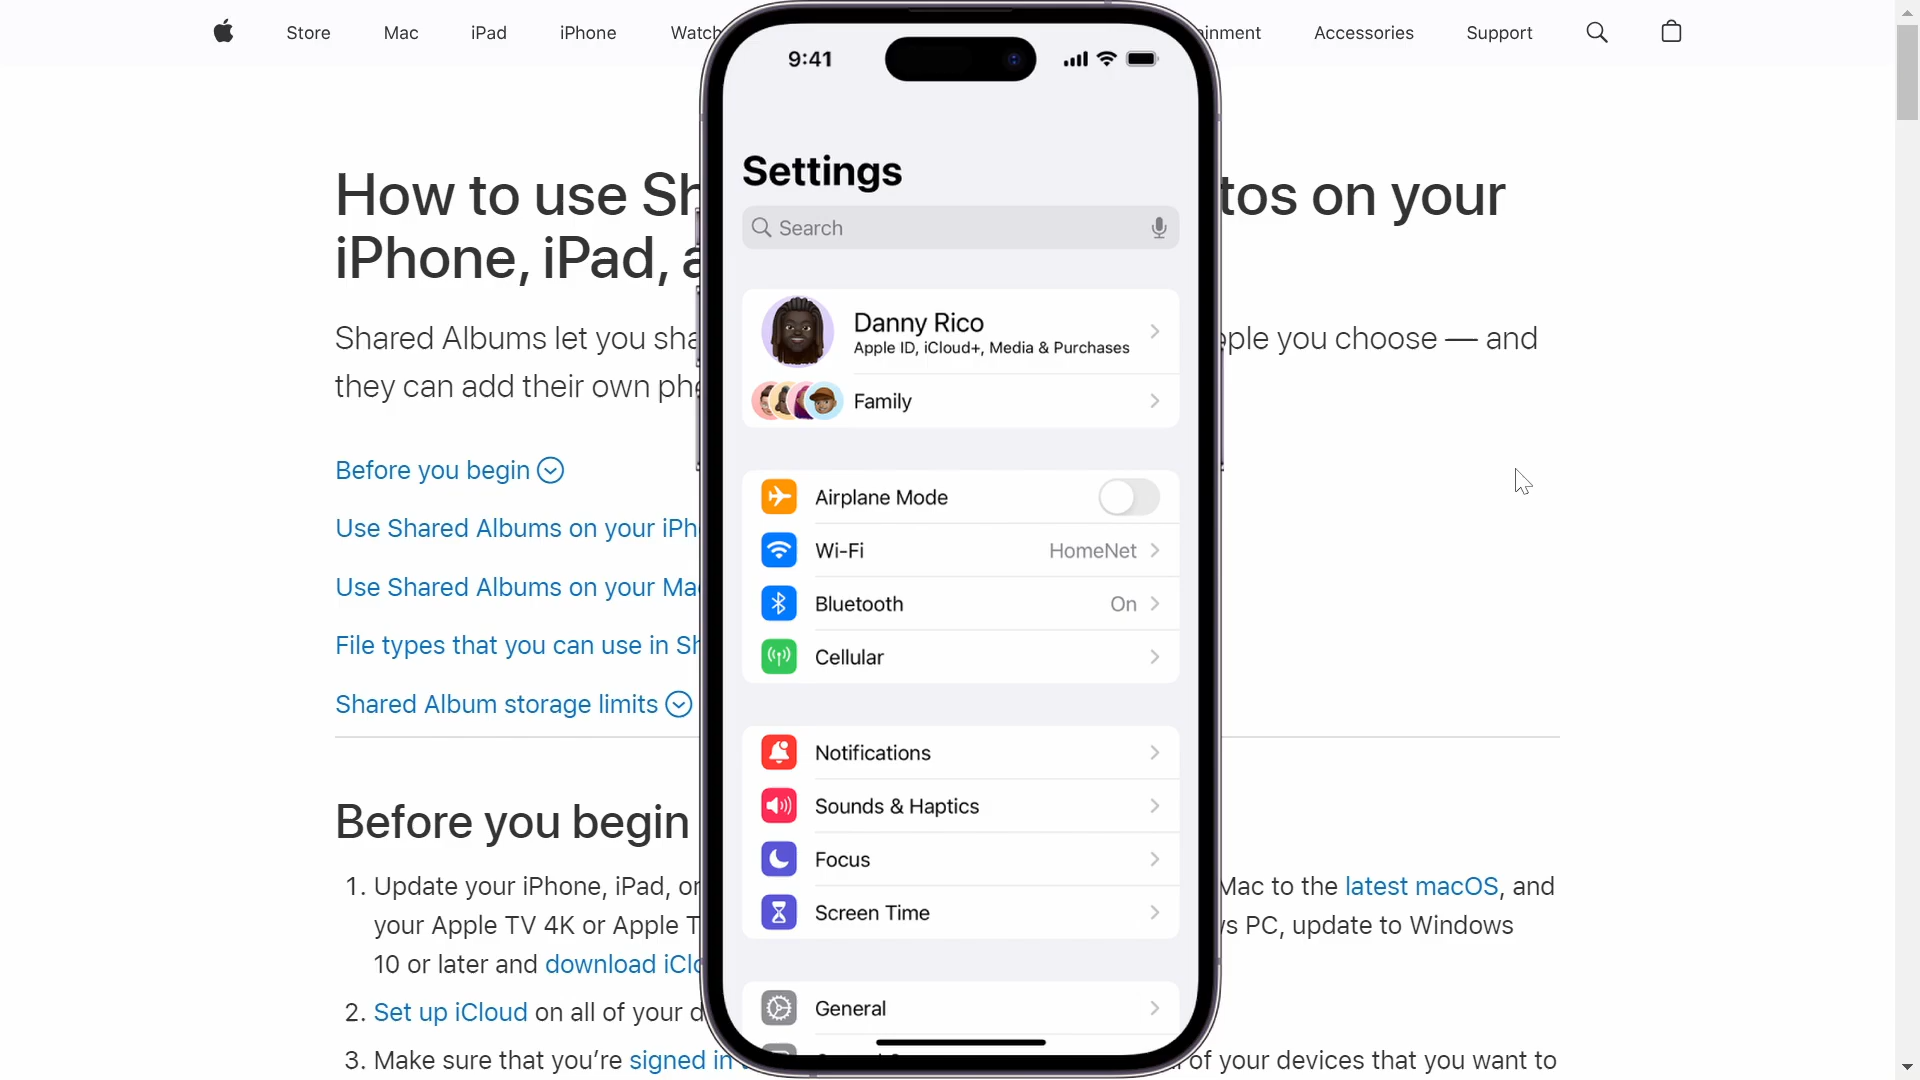 Store Mac iPad iPhone Watch inment Accessories Support
9:41
Settings
Search
Danny Rico
Apple ID, iCloud+, Media & Purchases
Family
Airplane Mode
Wi-Fi HomeNet
Bluetooth On
Cellular
Notifications
Sounds & Haptics
Focus
Screen Time
General
How to use Sh tos on your
iPhone, iPad, a
Shared Albums let you sha ple you choose — and
they can add their own pho
Before you begin
Use Shared Albums on your iPh
Use Shared Albums on your Mac
File types that you can use in Sh
Shared Album storage limits
Before you begin
1. Update your iPhone, iPad, or Mac to the latest macOS, and
your Apple TV 4K or Apple T s PC, update to Windows
10 or later and download iClo
2. Set up iCloud on all of your d
3. Make sure that you're signed in of your devices that you want to